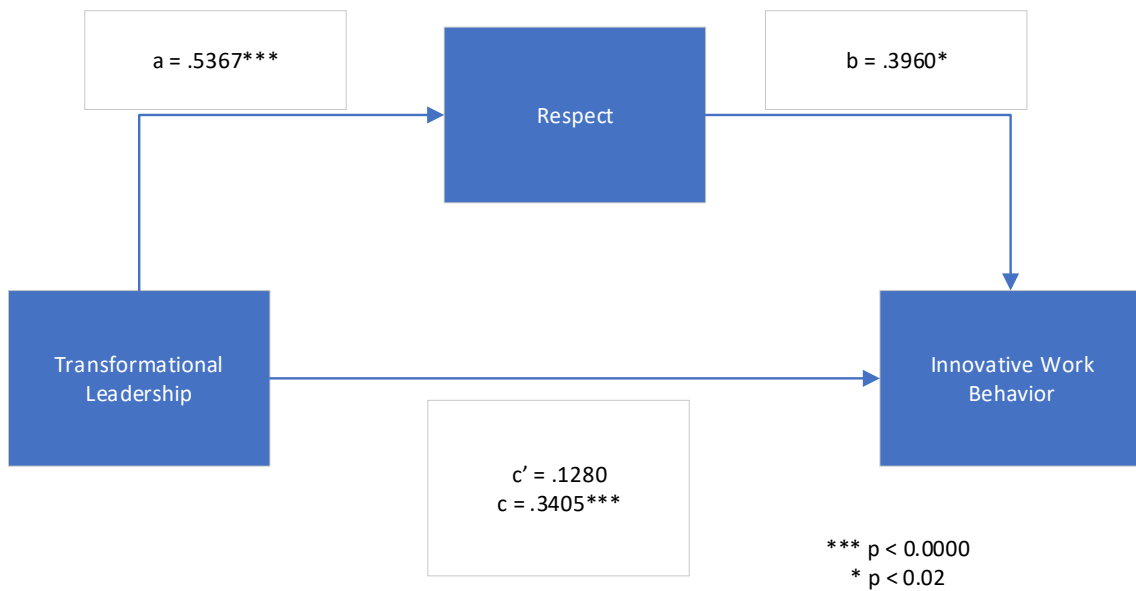 a = .5367***
b = .3960*
Respect
Transformational
Leadership
Innovative Work
Behavior
c’ = .1280
c = .3405***
*** p < 0.0000
* p < 0.02